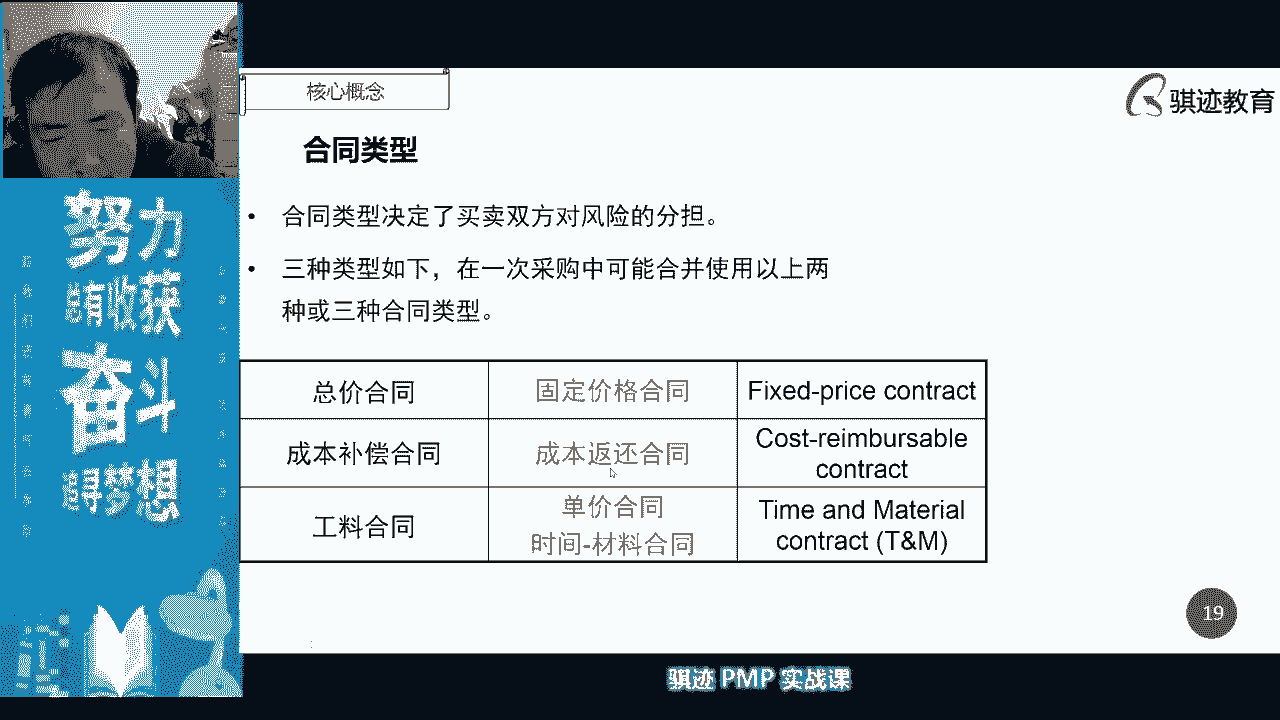 核心概念
骐迹教育
合同类型
• 合同类型决定了买卖双方对风险的分担。
• 三种类型如下，在一次采购中可能合并使用以上两
种或三种合同类型。
总价合同 固定价格合同 Fixed-price contract
成本补偿合同 成本返还合同 Cost-reimbursable
contract
工料合同 单价合同
时间-材料合同 Time and Material
contract (T&M)
19
骐迹 PMP 实战课
努力
总有收获
奋斗
自寻梦想